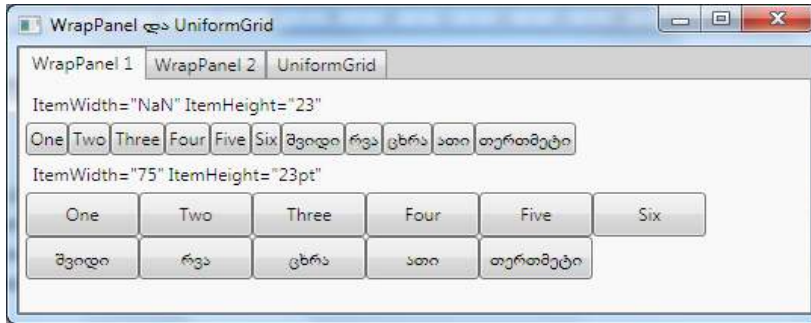 WrapPanel და UniformGrid
WrapPanel 1 WrapPanel 2 UniformGrid
ItemWidth="NaN" ItemHeight="23"
One Two Three Four Five Six შვიდი რვა ცხრა ათი თერთმეტი
ItemWidth="75" ItemHeight="23pt"
One Two Three Four Five Six
შვიდი რვა ცხრა ათი თერთმეტი